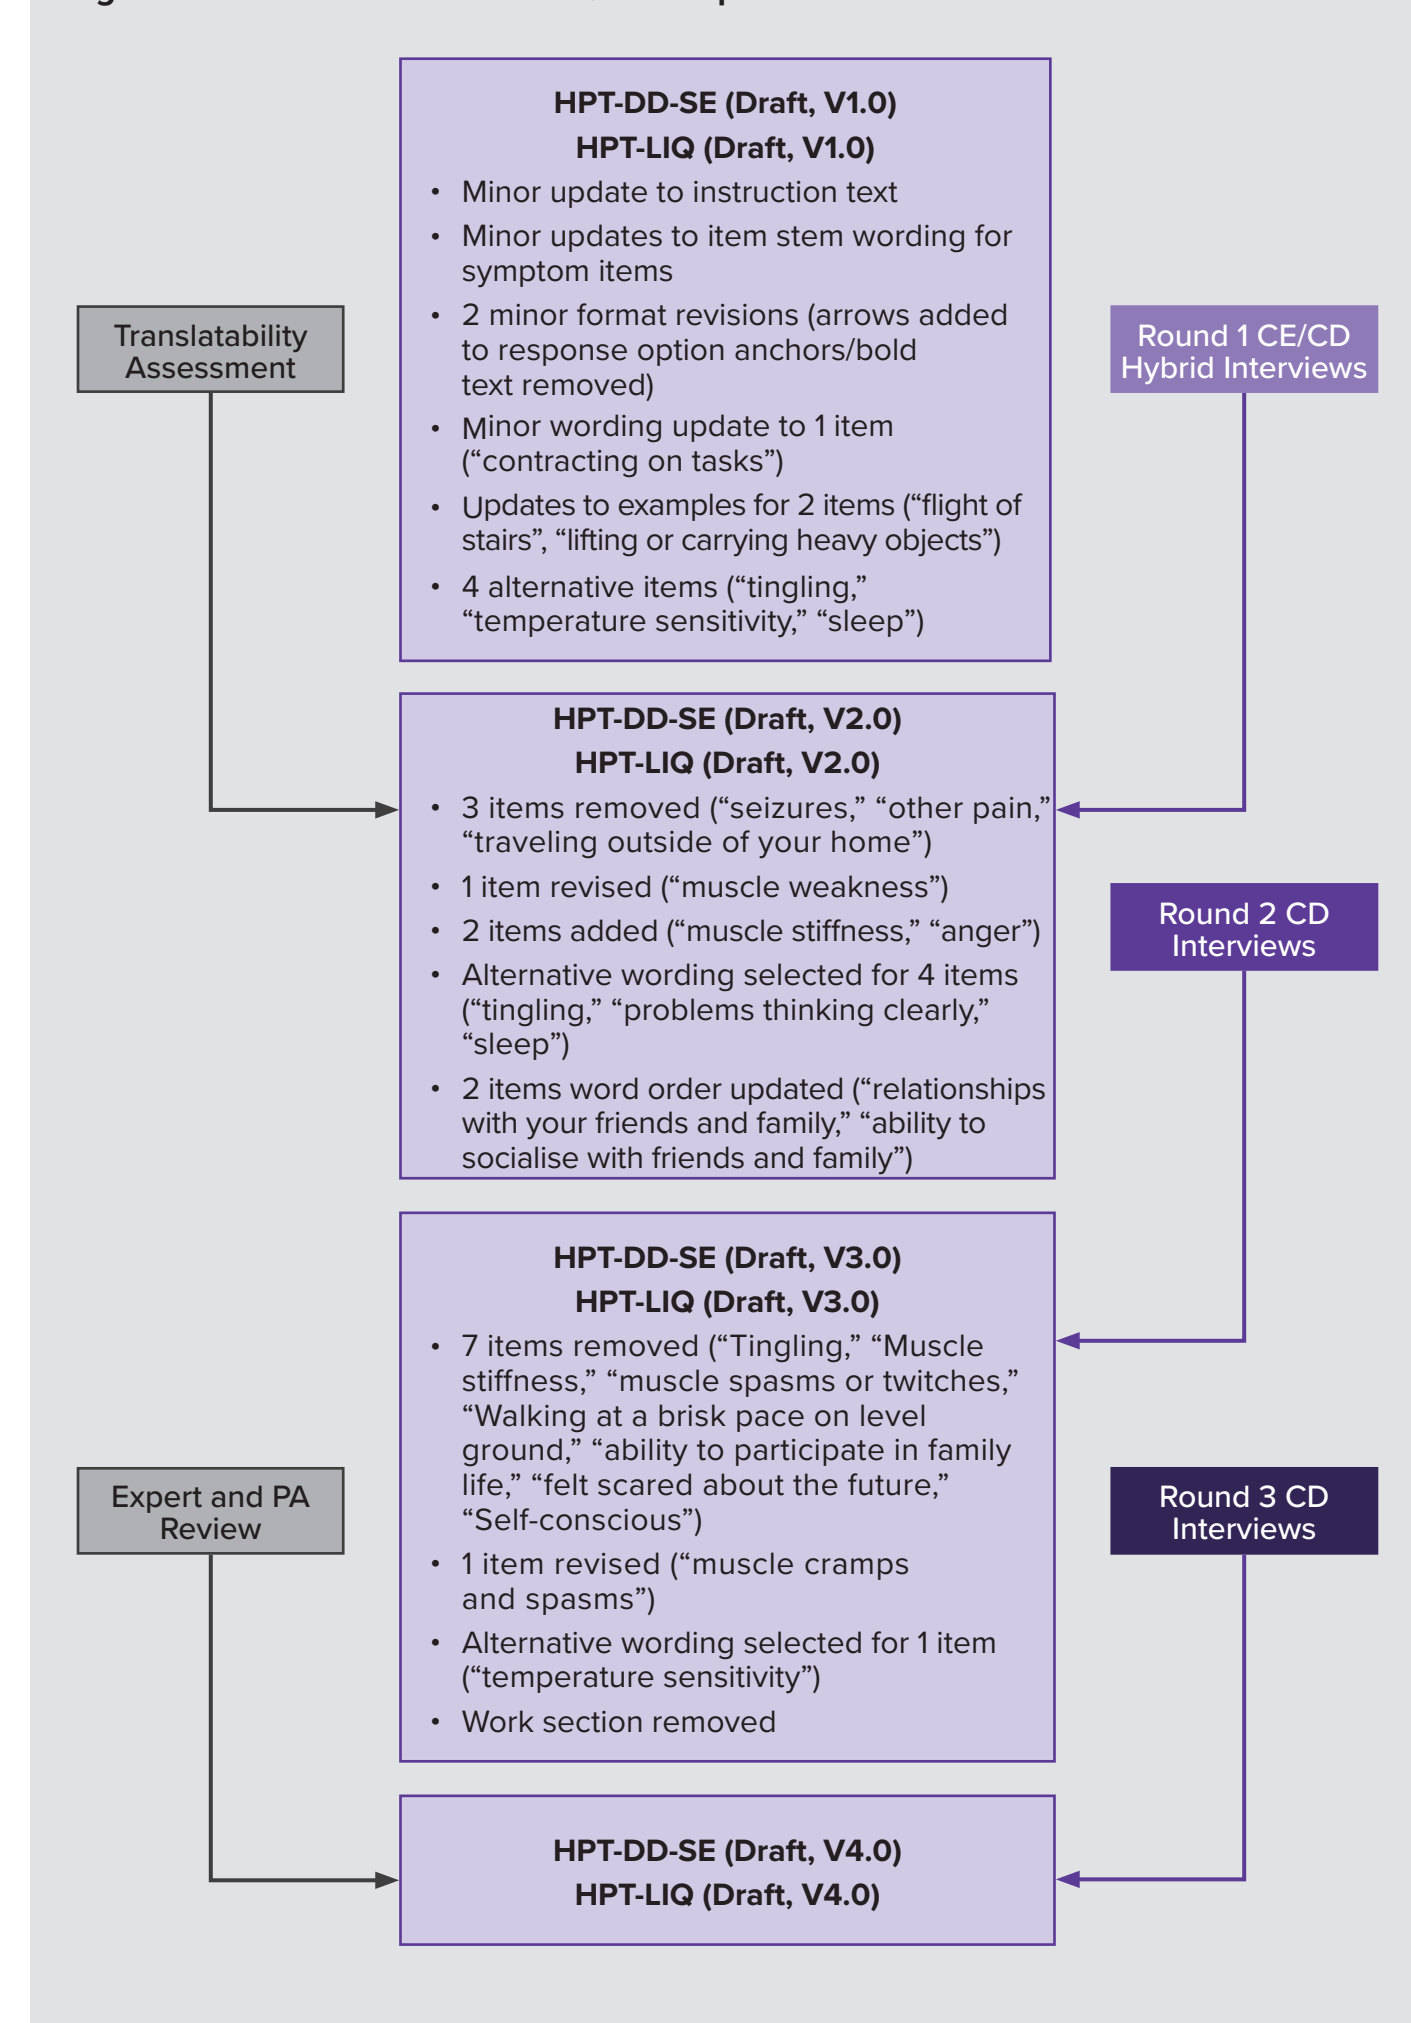 HPT-DD-SE (Draft, V1.0)
HPT-LIQ (Draft, V1.0)
• Minor update to instruction text
• Minor updates to item stem wording for
symptom items
• 2 minor format revisions (arrows added
to response option anchors/bold
text removed)
• Minor wording update to 1 item
(“contracting on tasks”)
• Updates to examples for 2 items (“flight of
stairs”, “lifting or carrying heavy objects”)
• 4 alternative items (“tingling,”
“temperature sensitivity,” “sleep”)
Translatability
Assessment
Round 1 CE/CD
Hybrid Interviews
HPT-DD-SE (Draft, V2.0)
HPT-LIQ (Draft, V2.0)
• 3 items removed (“seizures,” “other pain,”
“traveling outside of your home”)
• 1 item revised (“muscle weakness”)
• 2 items added (“muscle stiffness,” “anger”)
• Alternative wording selected for 4 items
(“tingling,” “problems thinking clearly,”
“sleep”)
• 2 items word order updated (“relationships
with your friends and family,” “ability to
socialise with friends and family”)
Round 2 CD
Interviews
HPT-DD-SE (Draft, V3.0)
HPT-LIQ (Draft, V3.0)
• 7 items removed (“Tingling,” “Muscle
stiffness,” “muscle spasms or twitches,”
“Walking at a brisk pace on level
ground,” “ability to participate in family
life,” “felt scared about the future,”
“Self-conscious”)
• 1 item revised (“muscle cramps
and spasms”)
• Alternative wording selected for 1 item
(“temperature sensitivity”)
• Work section removed
Expert and PA
Review
Round 3 CD
Interviews
HPT-DD-SE (Draft, V4.0)
HPT-LIQ (Draft, V4.0)